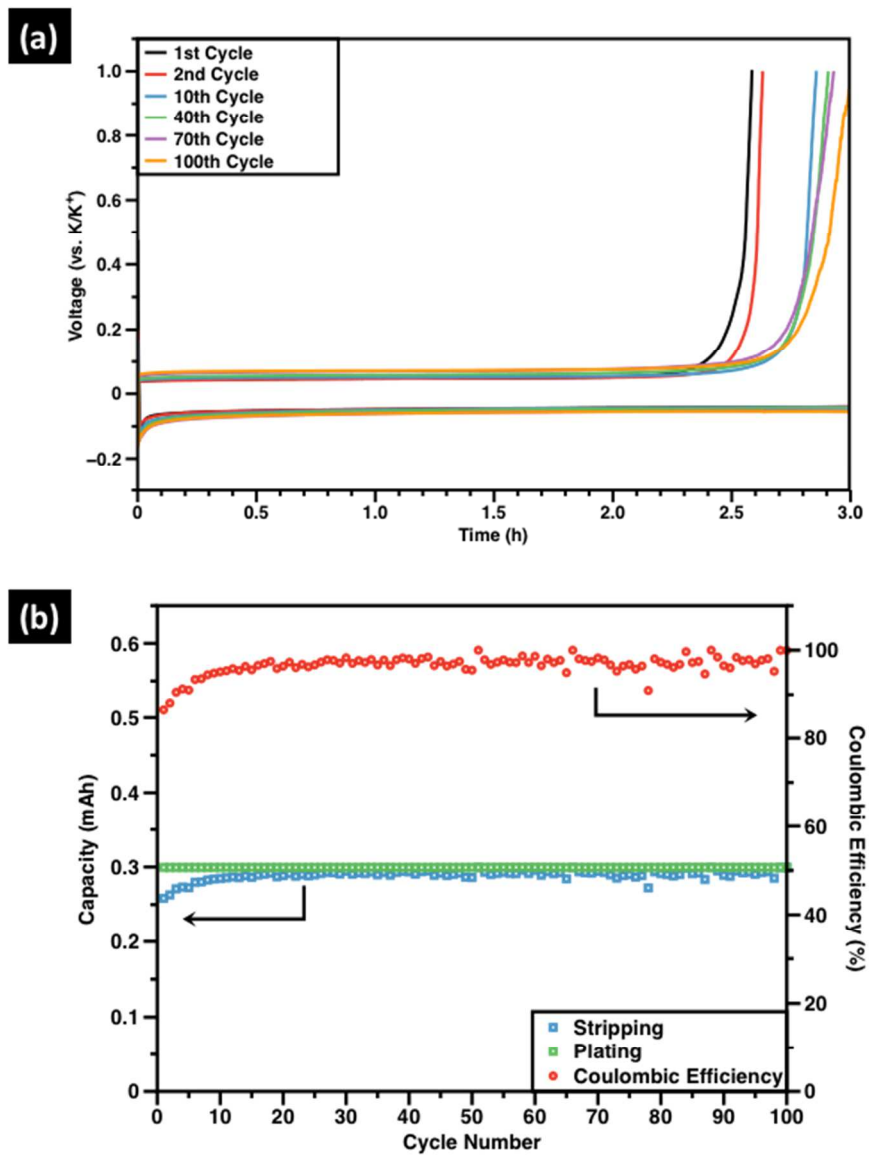 (a)
1st Cycle
2nd Cycle
10th Cycle
40th Cycle
70th Cycle
100th Cycle
1.0
0.8
0.6
0.4
0.2
0
−0.2
Voltage (vs. K/K⁺)
0 0.5 1.0 1.5 2.0 2.5 3.0
Time (h)
(b)
0.6
0.5
0.4
0.3
0.2
0.1
0
Capacity (mAh)
100
80
60
40
20
0
Coulombic Efficiency (%)
Stripping
Plating
Coulombic Efficiency
0 10 20 30 40 50 60 70 80 90 100
Cycle Number